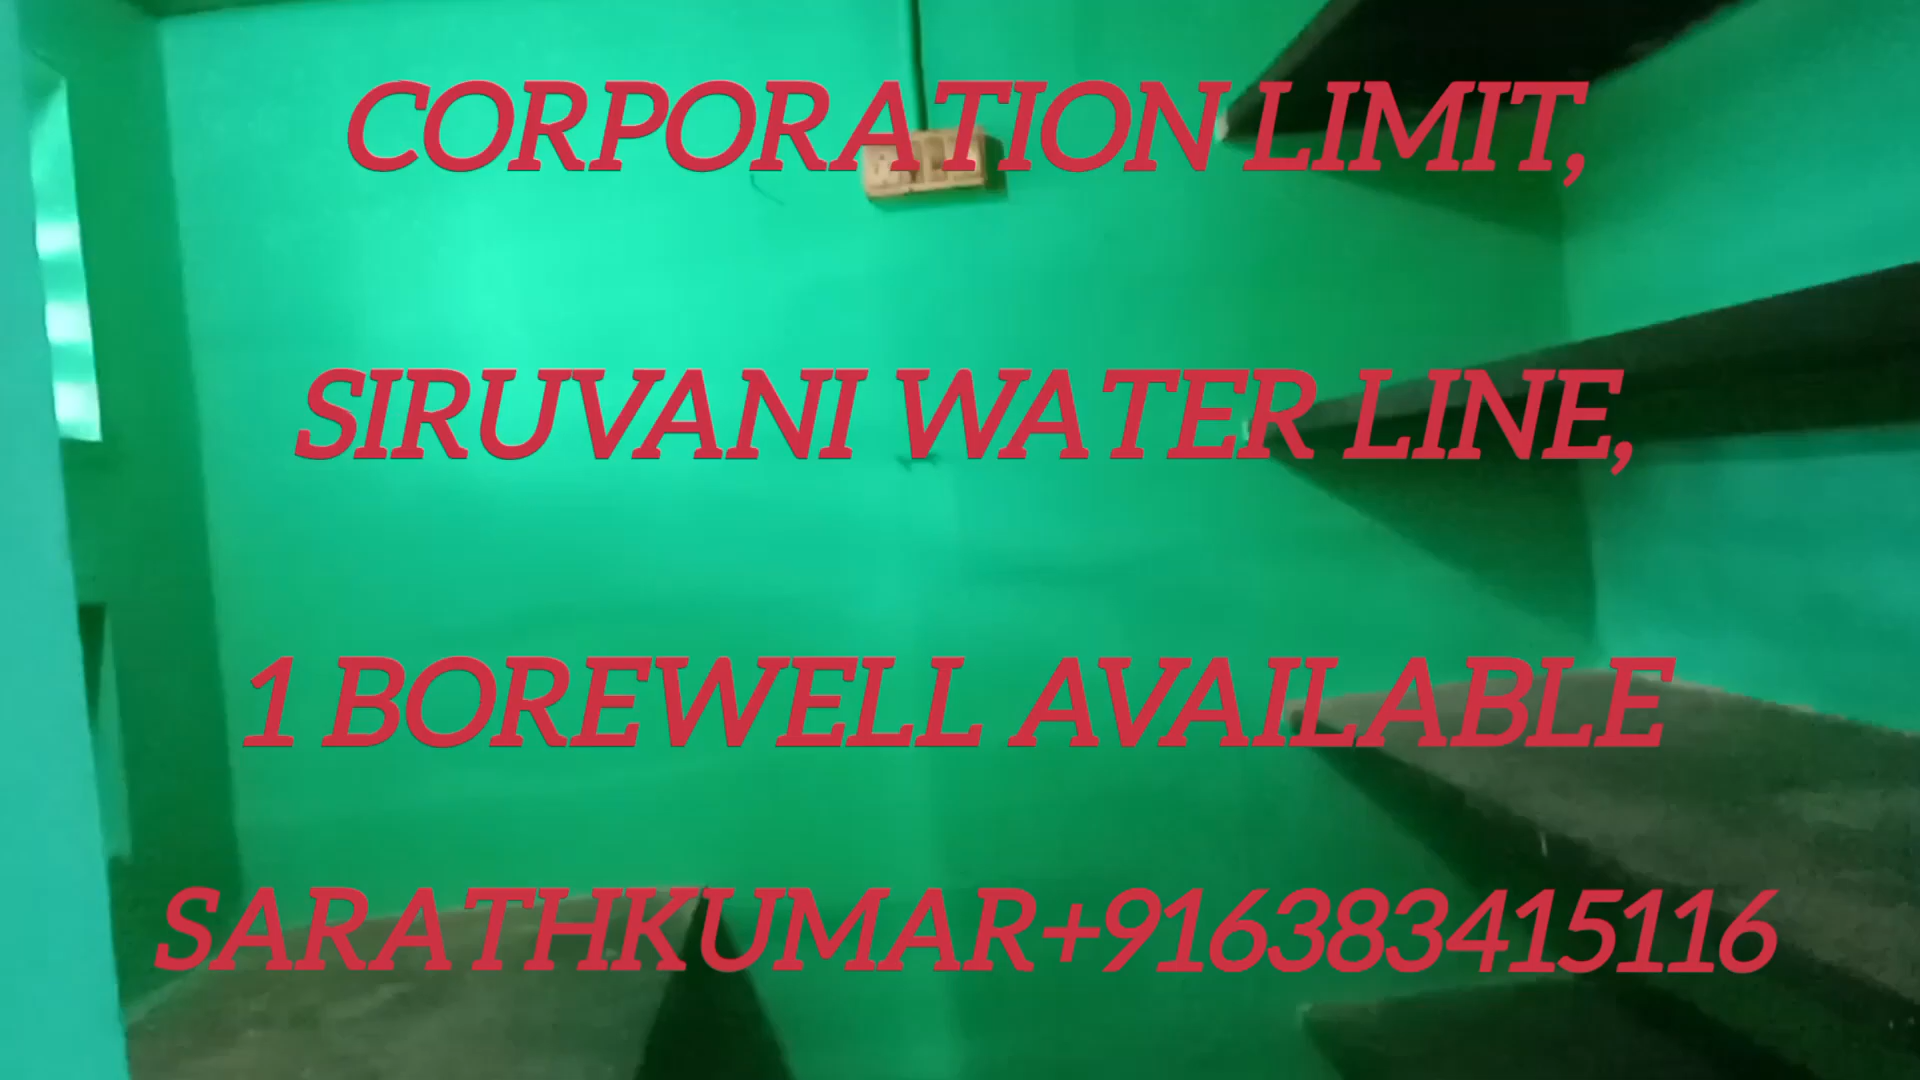 CORPORATION LIMIT,
SIRUVANI WATER LINE,
1 BOREWELL AVAILABLE
SARATHKUMAR+916383415116